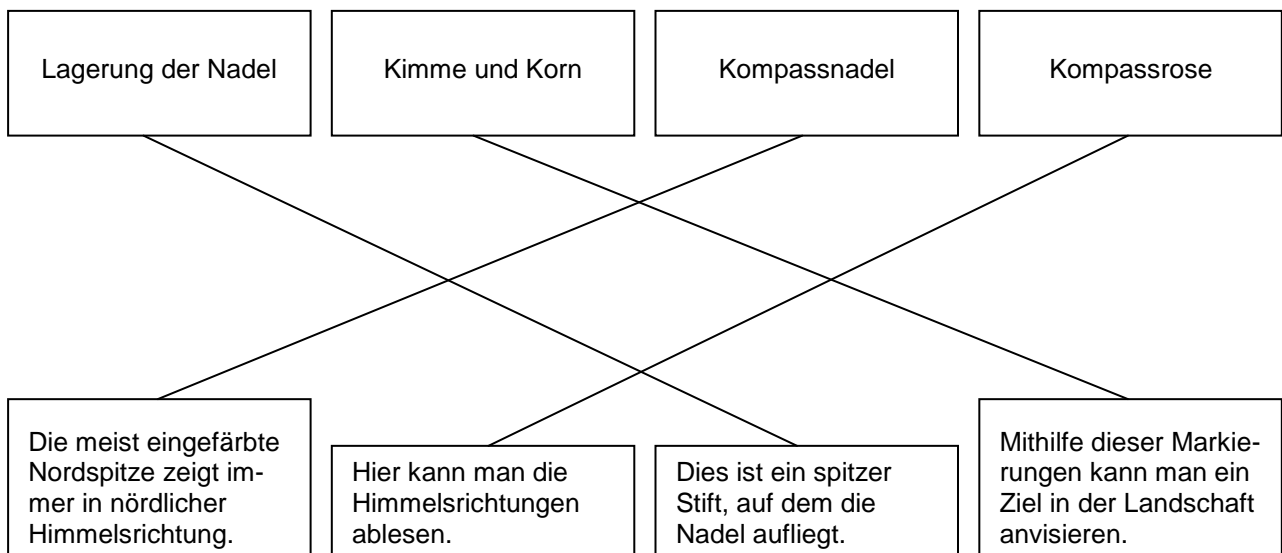 Lagerung der Nadel
Kimme und Korn
Kompassnadel
Kompassrose
Die meist eingefärbte
Nordspitze zeigt im-
mer in nördlicher
Himmelsrichtung.
Hier kann man die
Himmelsrichtungen
ablesen.
Dies ist ein spitzer
Stift, auf dem die
Nadel aufliegt.
Mithilfe dieser Markie-
rungen kann man ein
Ziel in der Landschaft
anvisieren.